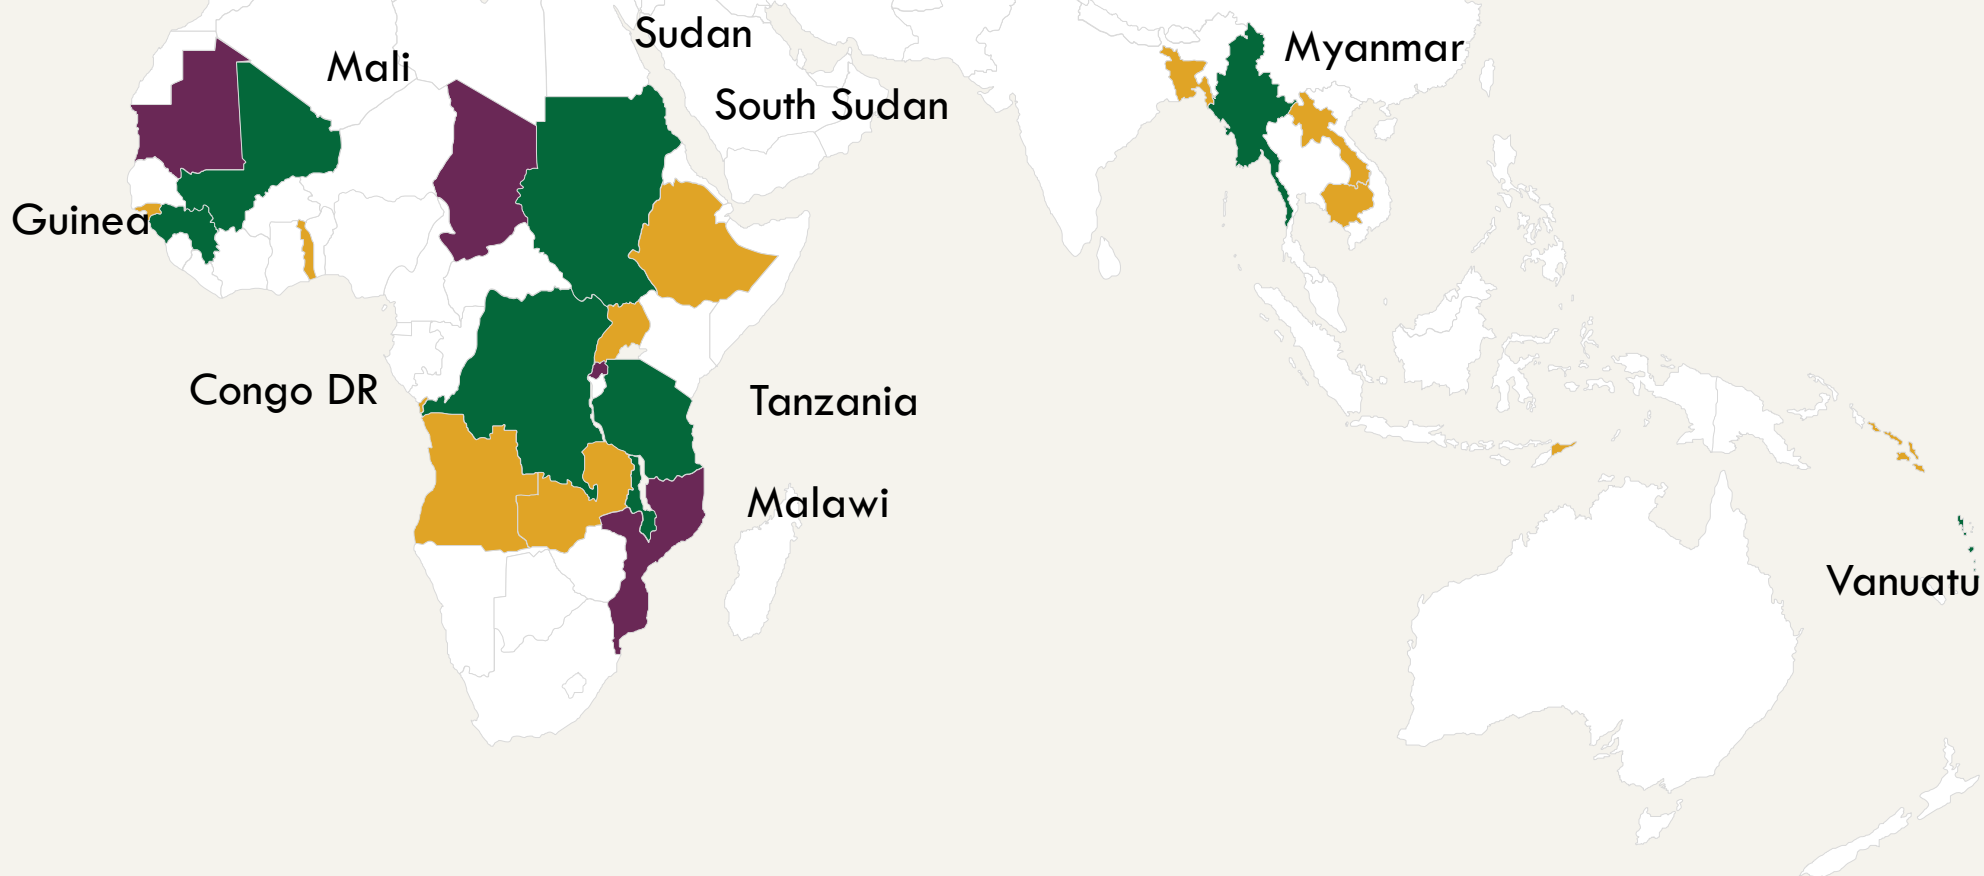 Sudan
Myanmar
Mali
South Sudan
Guinea
Congo DR
Tanzania
Malawi
Vanuatu